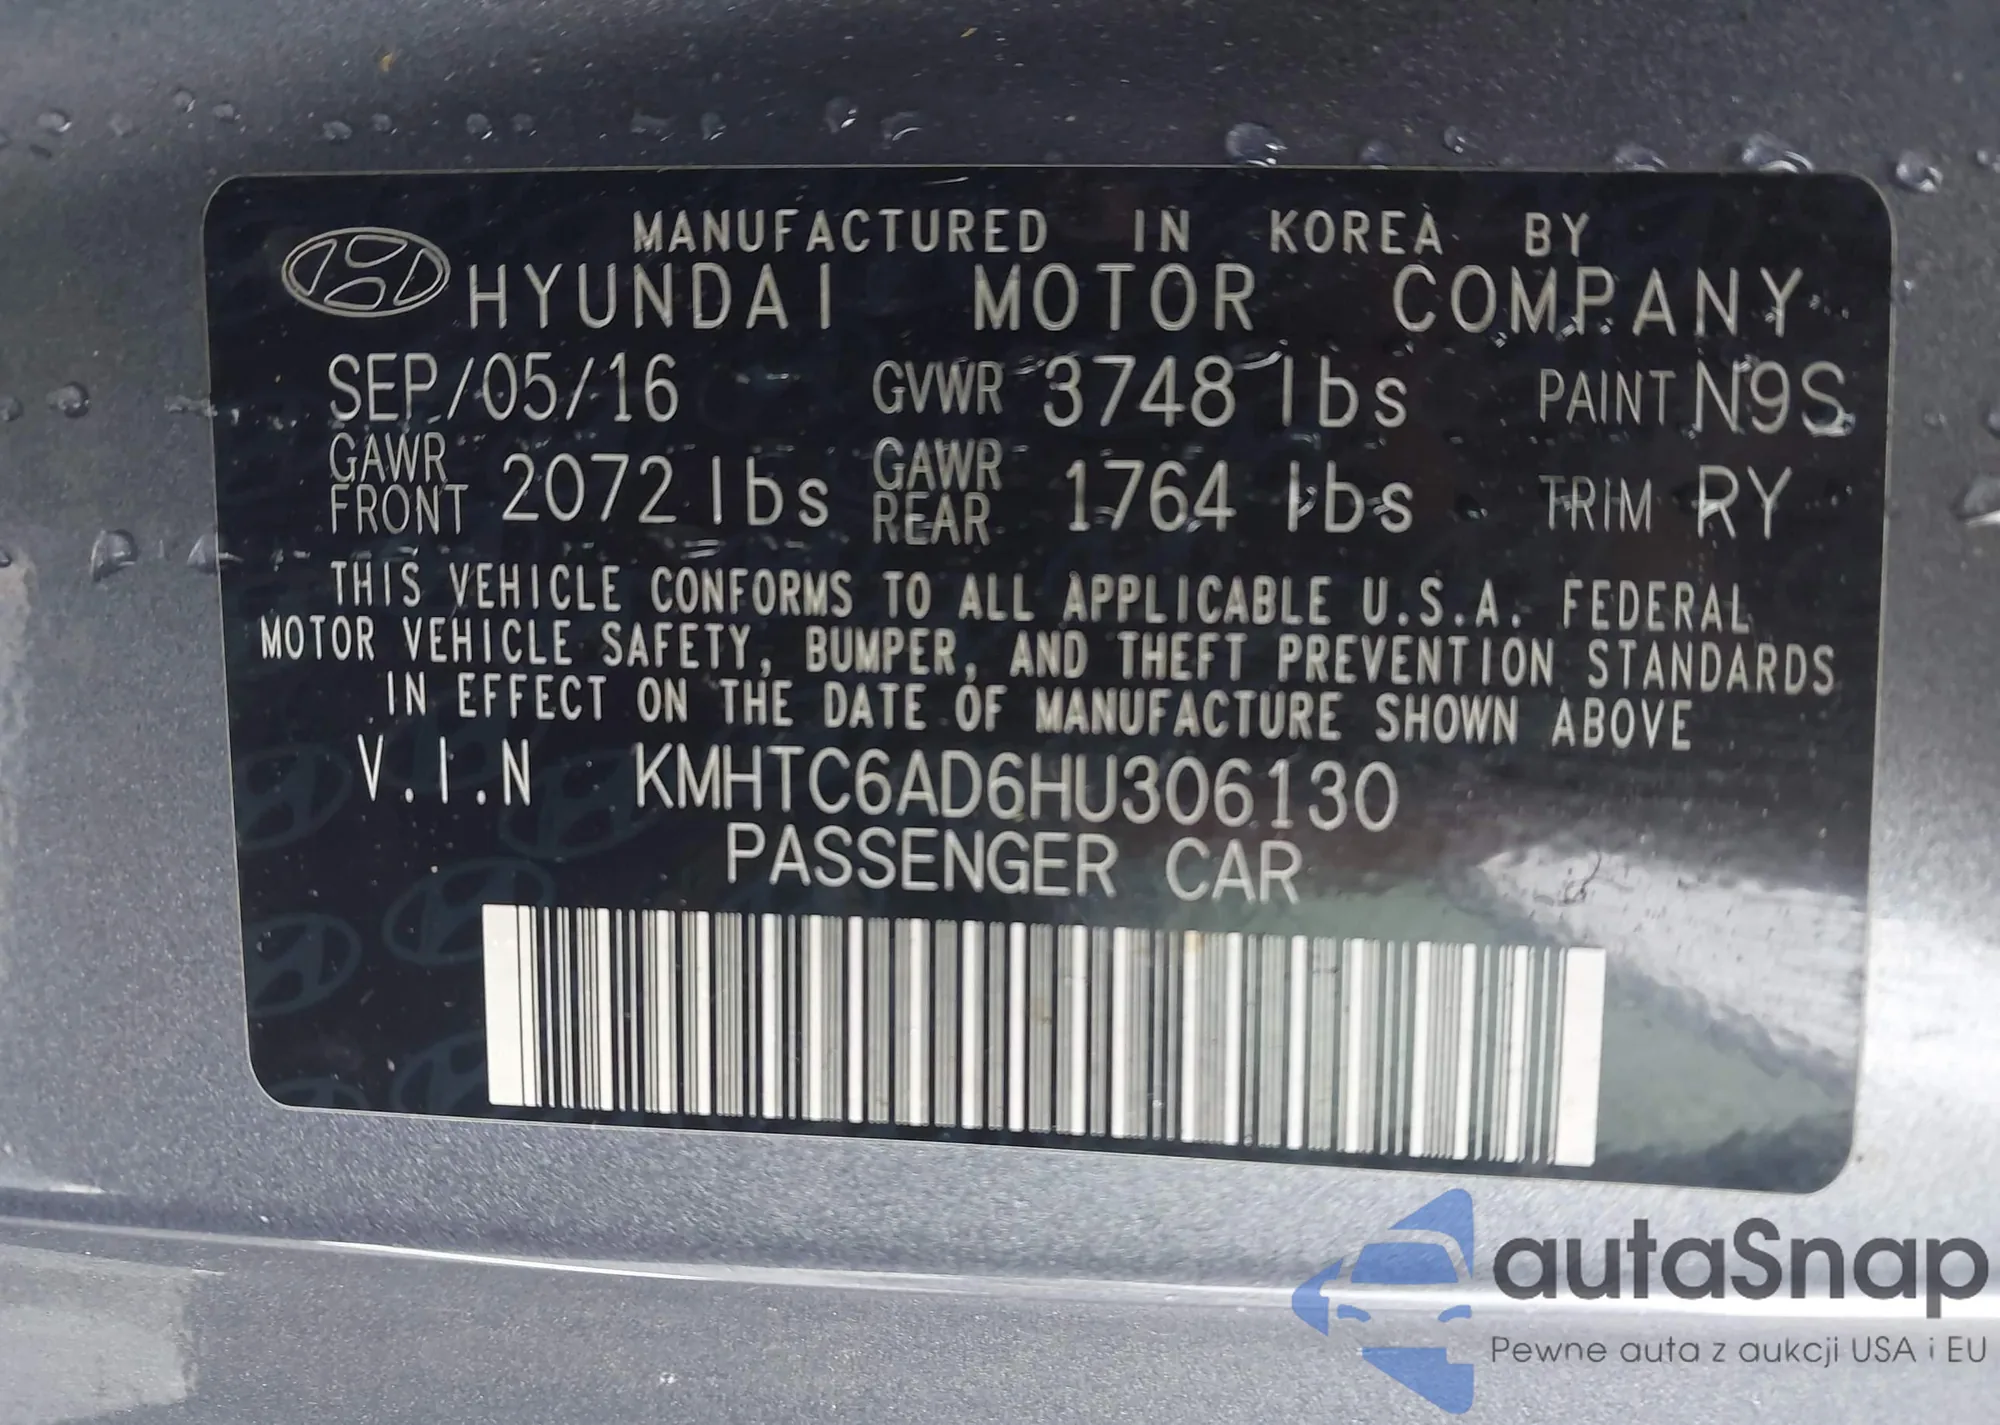 MANUFACTURED IN KOREA BY
HYUNDAI MOTOR COMPANY
SEP/05/16 GVWR 3748 lbs PAINT N9S
GAWR FRONT 2072 lbs GAWR REAR 1764 lbs TRIM RY
THIS VEHICLE CONFORMS TO ALL APPLICABLE U.S.A. FEDERAL
MOTOR VEHICLE SAFETY, BUMPER, AND THEFT PREVENTION STANDARDS
IN EFFECT ON THE DATE OF MANUFACTURE SHOWN ABOVE
V.I.N KMHTC6AD6HU306130
PASSENGER CAR
autaSnap
Pewne auta z aukcji USA i EU